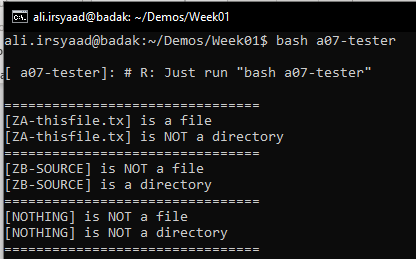 ali.irsyaad@badak: ~/Demos/Week01
ali.irsyaad@badak:~/Demos/Week01$ bash a07-tester
[ a07-tester]: # R: Just run "bash a07-tester"
================================
[ZA-thisfile.tx] is a file
[ZA-thisfile.tx] is NOT a directory
================================
[ZB-SOURCE] is NOT a file
[ZB-SOURCE] is a directory
================================
[NOTHING] is NOT a file
[NOTHING] is NOT a directory
================================